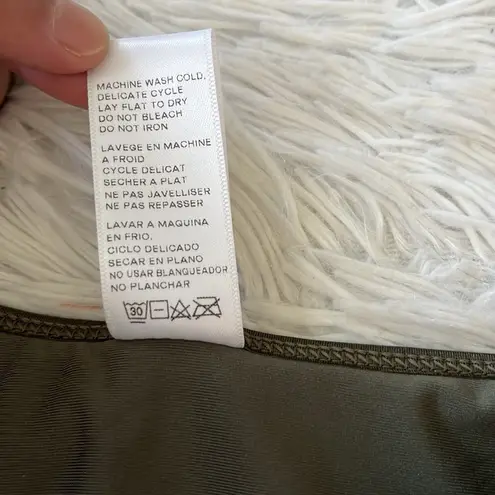 MACHINE WASH COLD,
DELICATE CYCLE
LAY FLAT TO DRY
DO NOT BLEACH
DO NOT IRON
LAVEGE EN MACHINE
A FROID
CYCLE DELICAT
SECHER A PLAT
NE PAS JAVELLISER
NE PAS REPASSER
LAVAR A MAQUINA
EN FRIO,
CICLO DELICADO
SECAR EN PLANO
NO USAR BLANQUEADOR
NO PLANCHAR
30